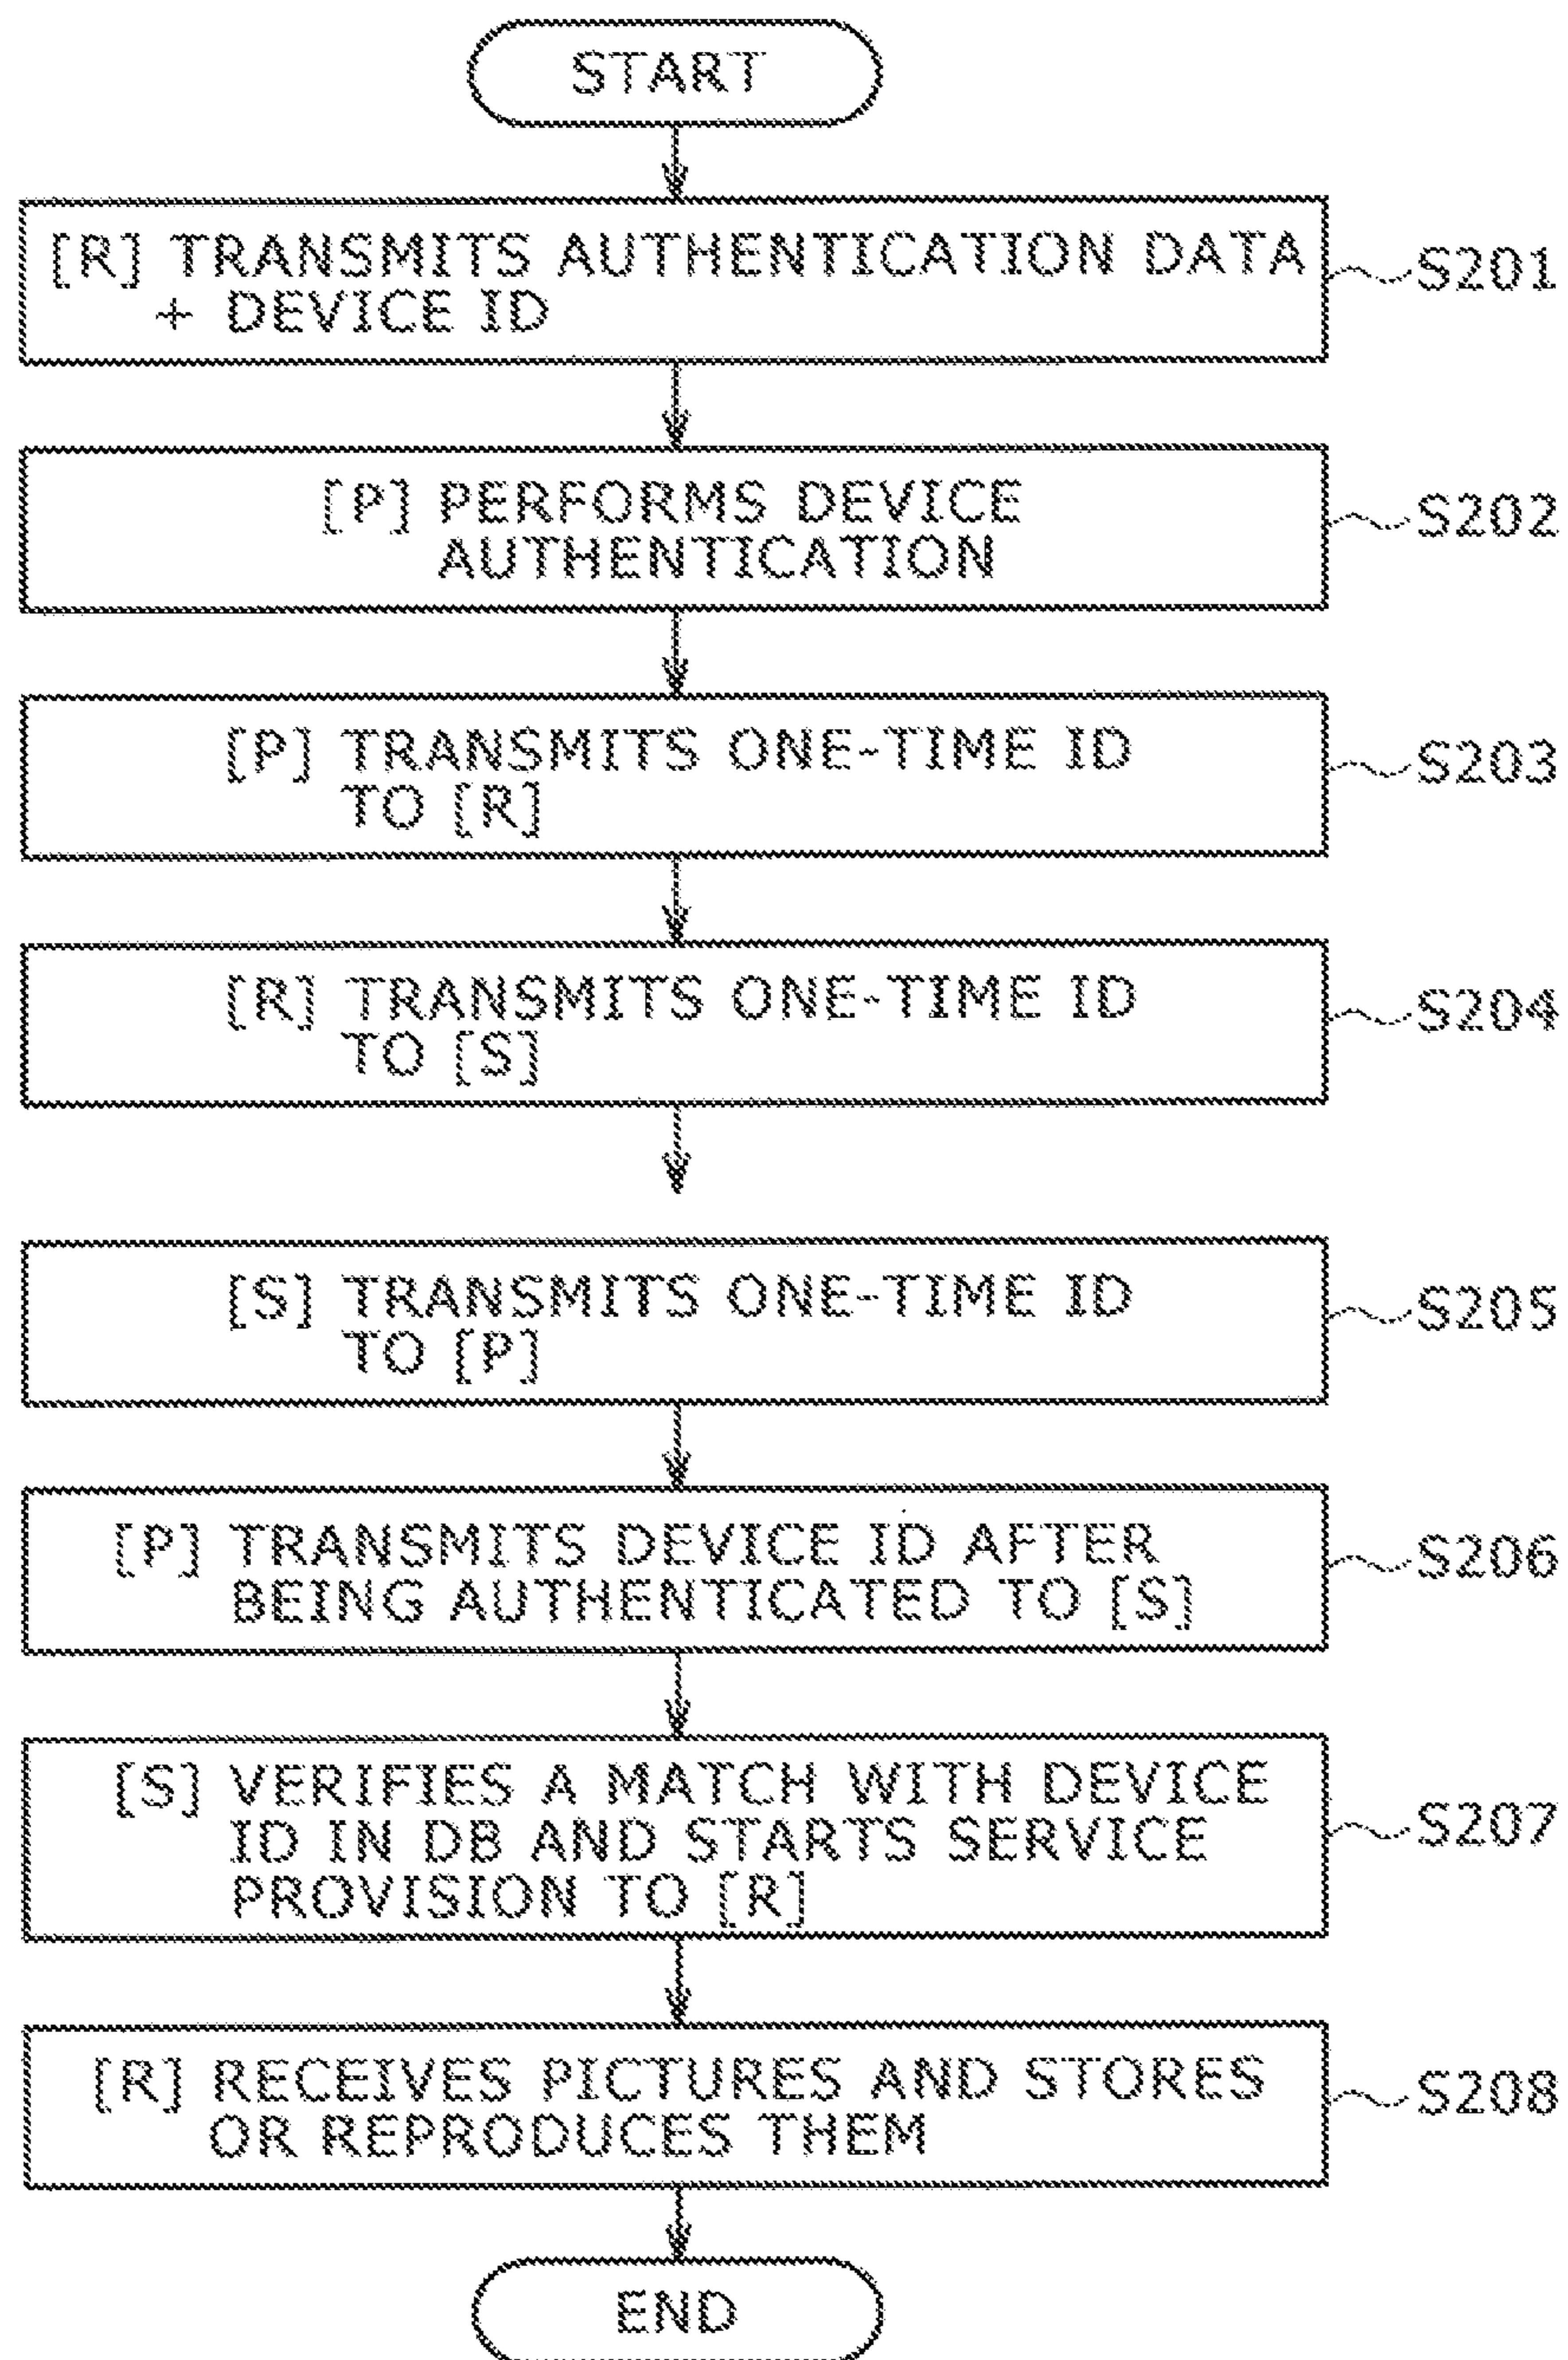 START
[R] TRANSMITS AUTHENTICATION DATA
+ DEVICE ID
S201
[P] PERFORMS DEVICE
AUTHENTICATION
S202
[P] TRANSMITS ONE-TIME ID
TO [R]
S203
[R] TRANSMITS ONE-TIME ID
TO [S]
S204
[S] TRANSMITS ONE-TIME ID
TO [P]
S205
[P] TRANSMITS DEVICE ID AFTER
BEING AUTHENTICATED TO [S]
S206
[S] VERIFIES A MATCH WITH DEVICE
ID IN DB AND STARTS SERVICE
PROVISION TO [R]
S207
[R] RECEIVES PICTURES AND STORES
OR REPRODUCES THEM
S208
END